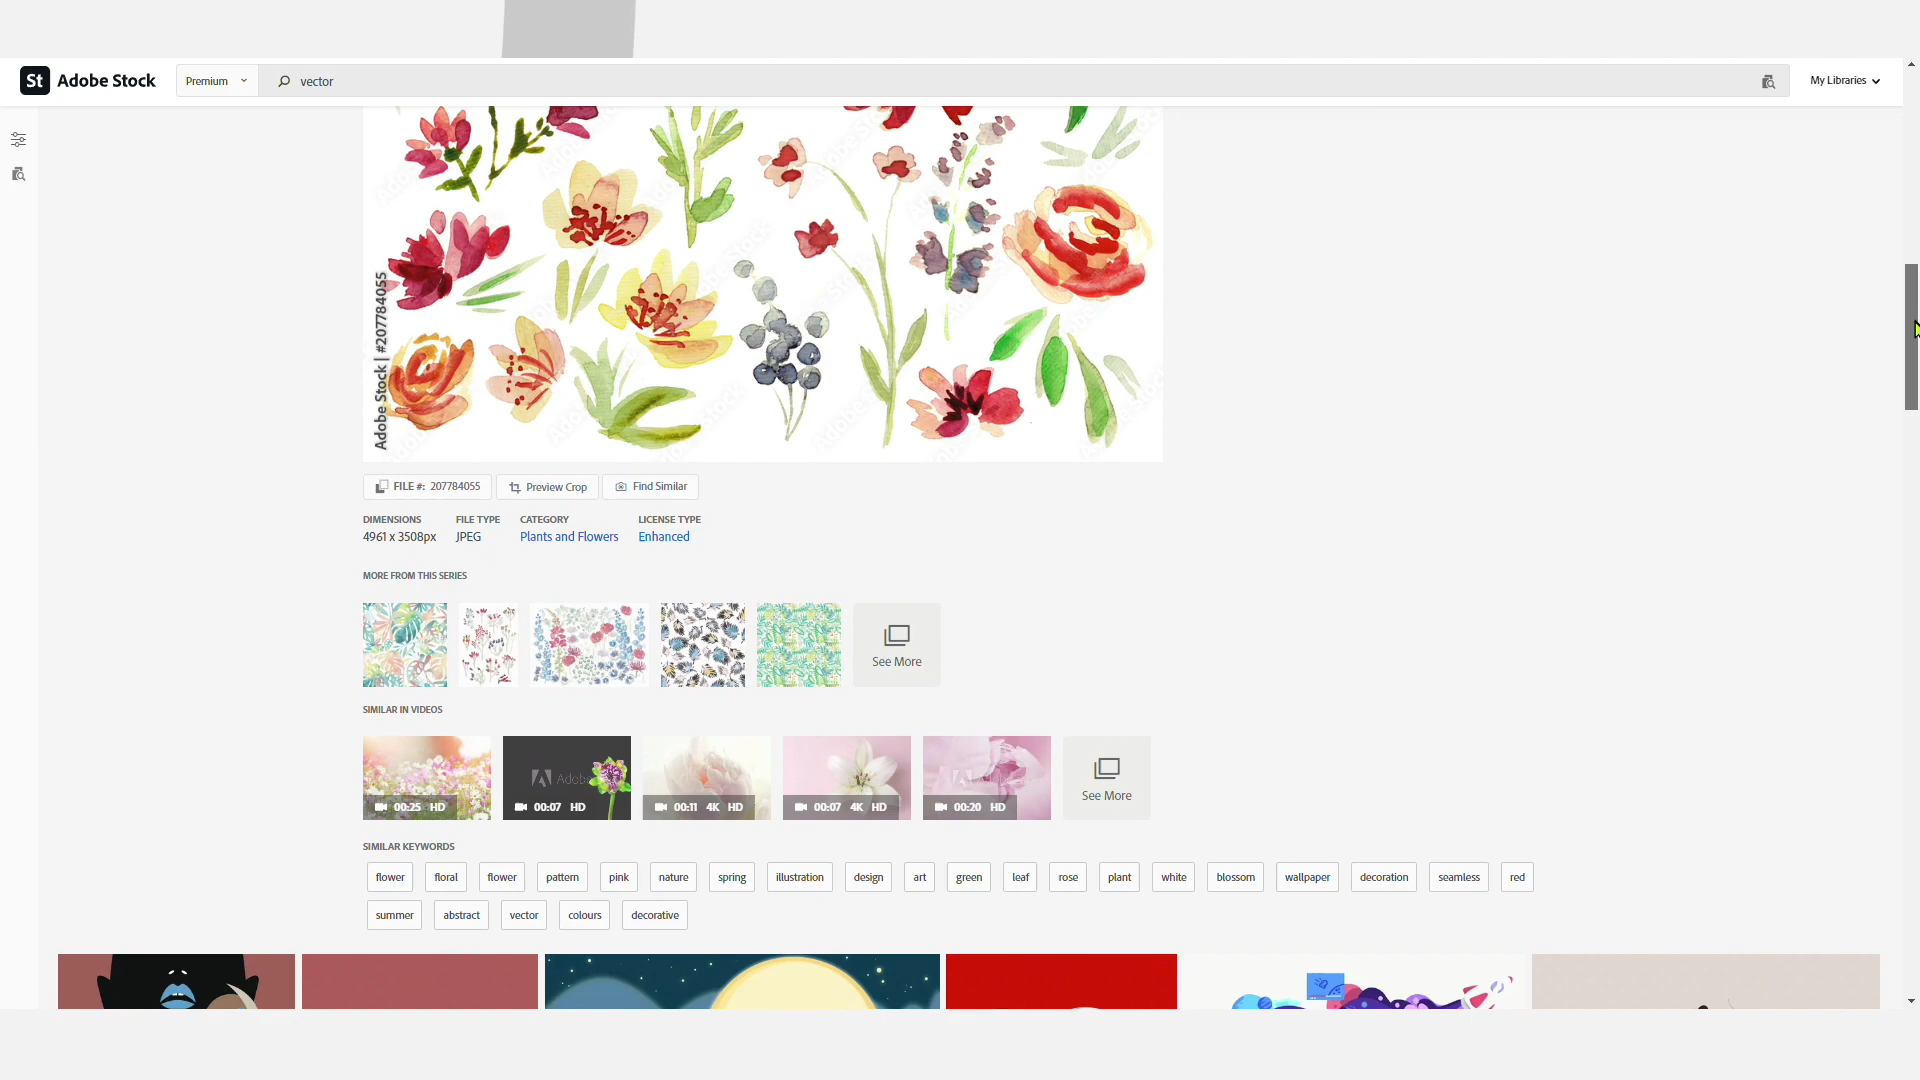 St Adobe Stock
Premium
vector
My Libraries
Adobe Stock | #207784055
FILE #: 207784055
Preview Crop
Find Similar
DIMENSIONS
4961 x 3508px
FILE TYPE
JPEG
CATEGORY
Plants and Flowers
LICENSE TYPE
Enhanced
MORE FROM THIS SERIES
See More
SIMILAR IN VIDEOS
00:25 HD
00:07 HD
00:11 4K HD
00:07 4K HD
00:20 HD
See More
SIMILAR KEYWORDS
flower floral flower pattern pink nature spring illustration design art green leaf rose plant white blossom wallpaper decoration seamless red
summer abstract vector colours decorative